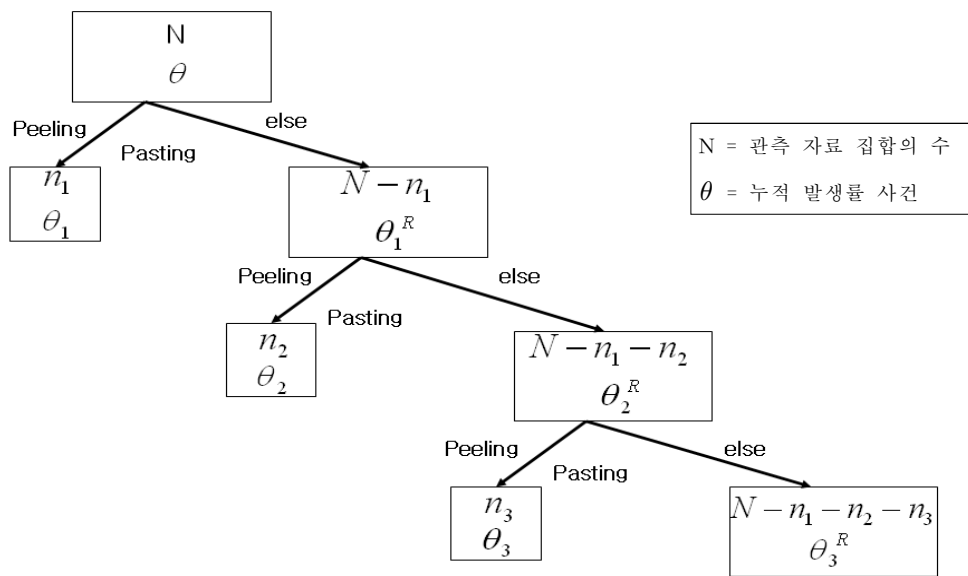 N
θ
Peeling
else
Pasting
N = 관측 자료 집합의 수
θ = 누적 발생률 사건
n₁
θ₁
N − n₁
θ₁ᴿ
Peeling
else
Pasting
n₂
θ₂
N − n₁ − n₂
θ₂ᴿ
Peeling
else
Pasting
n₃
θ₃
N − n₁ − n₂ − n₃
θ₃ᴿ